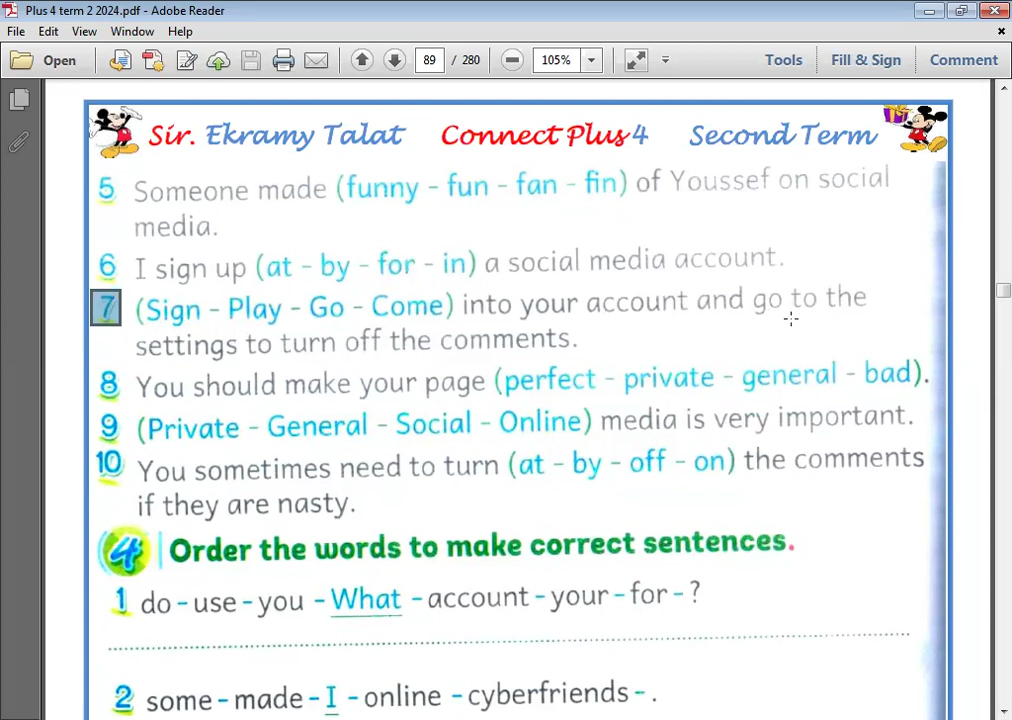 Plus 4 term 2 2024.pdf - Adobe Reader
File Edit View Window Help
Open 89 / 280 105% Tools Fill & Sign Comment
Sir. Ekramy Talat Connect Plus 4 Second Term
5 Someone made (funny - fun - fan - fin) of Youssef on social
media.
6 I sign up (at - by - for - in) a social media account.
7 (Sign - Play - Go - Come) into your account and go to the
settings to turn off the comments.
8 You should make your page (perfect - private - general - bad).
9 (Private - General - Social - Online) media is very important.
10 You sometimes need to turn (at - by - off - on) the comments
if they are nasty.
4 Order the words to make correct sentences.
1 do - use - you - What - account - your - for - ?
2 some - made - I - online - cyberfriends - .